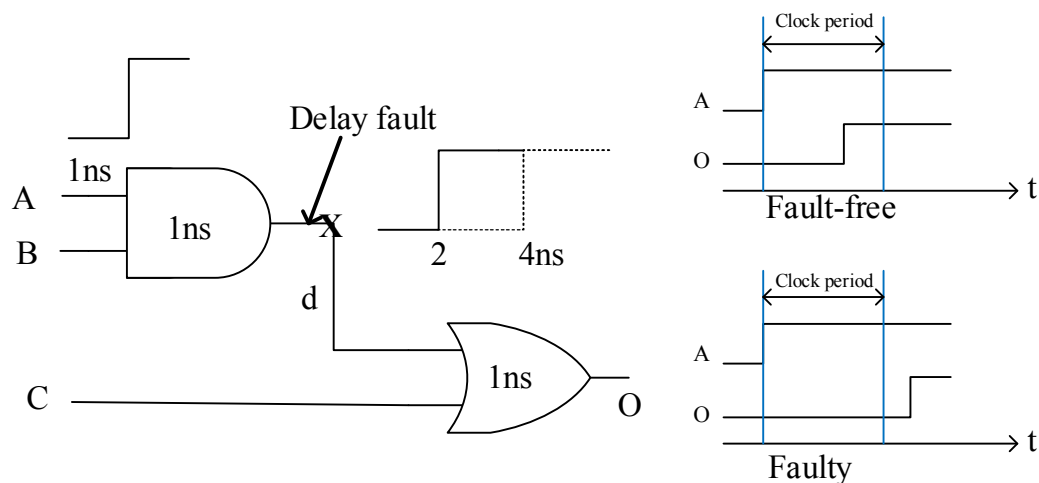 Delay fault
1ns
A
1ns
B
X
2
4ns
d
C
1ns
O
Clock period
A
O
t
Fault-free
Clock period
A
O
t
Faulty